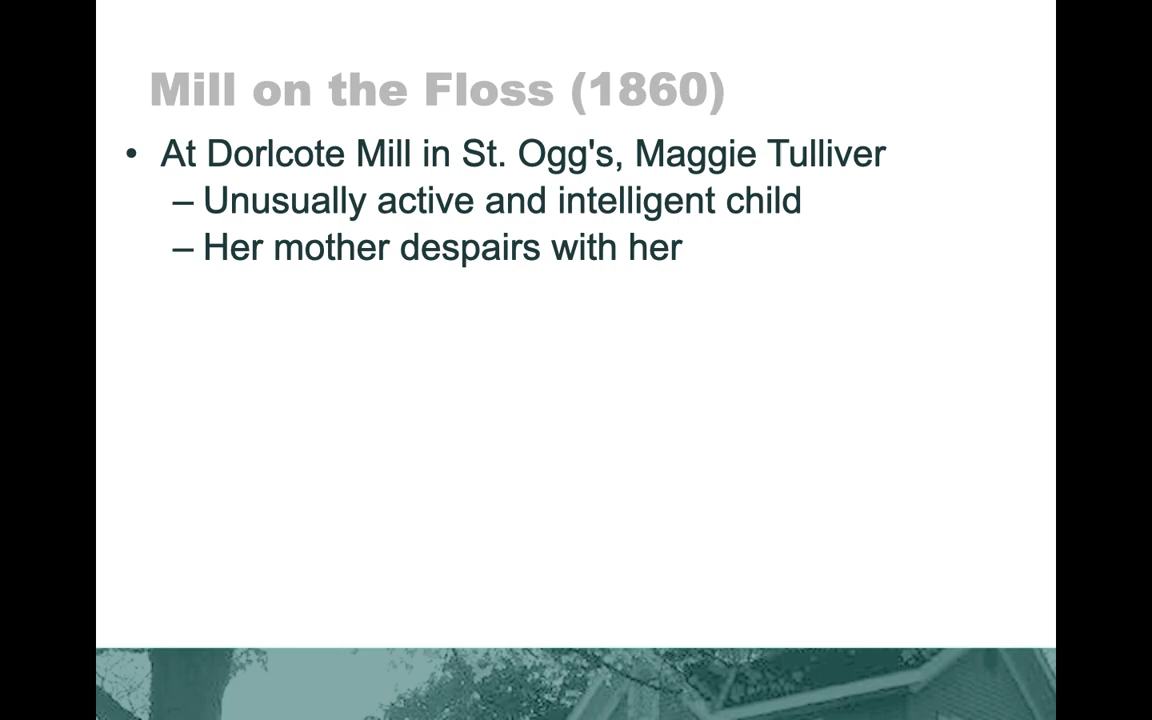 Mill on the Floss (1860)
• At Dorlcote Mill in St. Ogg's, Maggie Tulliver
– Unusually active and intelligent child
– Her mother despairs with her